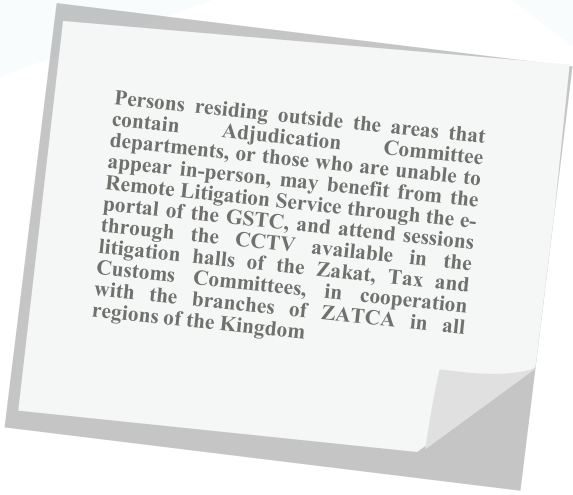 Persons residing outside the areas that
contain Adjudication Committee
departments, or those who are unable to
appear in-person, may benefit from the
Remote Litigation Service through the e-
portal of the GSTC, and attend sessions
through the CCTV available in the
litigation halls of the Zakat, Tax and
Customs Committees, in cooperation
with the branches of ZATCA in all
regions of the Kingdom